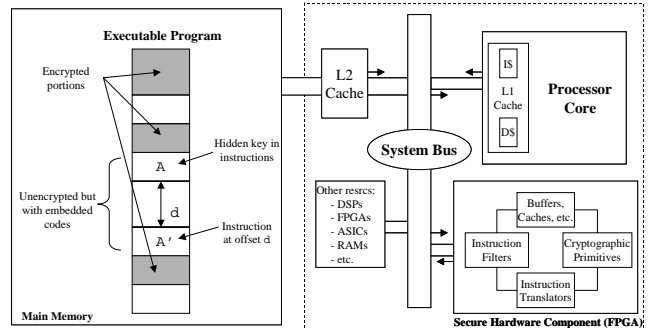 Executable Program
Encrypted
portions
Hidden key in
instructions
A
Unencrypted but
with embedded
codes
d
A'
Instruction
at offset d
Main Memory
L2
Cache
System Bus
I$
L1
Cache
D$
Processor
Core
Other resrcs:
- DSPs
- FPGAs
- ASICs
- RAMs
- etc.
Buffers,
Caches, etc.
Instruction
Filters
Cryptographic
Primitives
Instruction
Translators
Secure Hardware Component (FPGA)